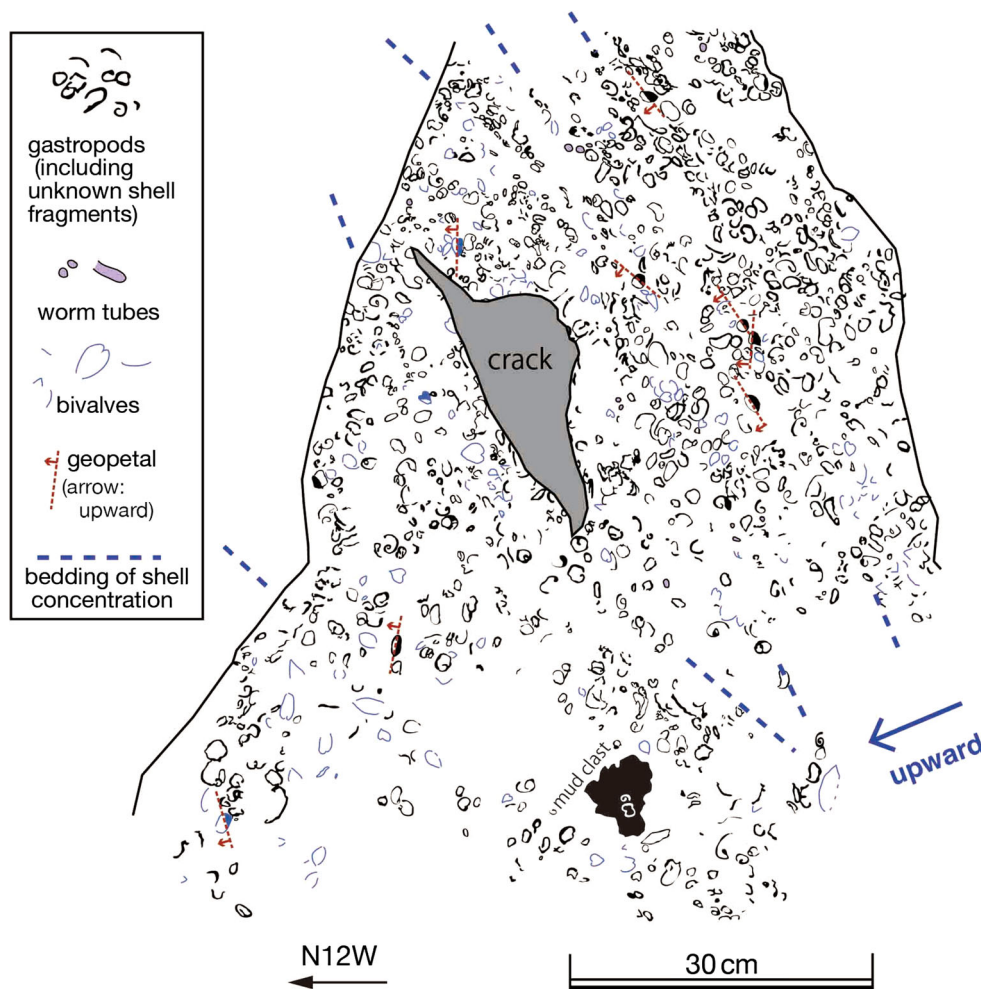 gastropods
(including
unknown shell
fragments)
worm tubes
bivalves
geopetal
(arrow:
upward)
bedding of shell
concentration
crack
mud clast
upward
N12W
30 cm